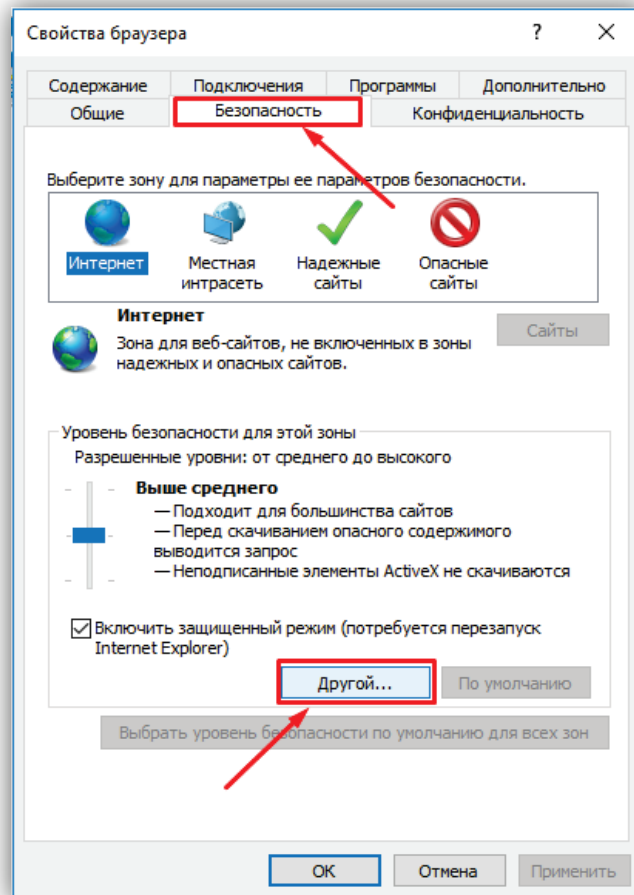 Свойства браузера
?
Содержание Подключения Программы Дополнительно
Общие Безопасность Конфиденциальность
Выберите зону для параметры ее параметров безопасности.
Интернет
Местная
интрасеть
Надежные
сайты
Опасные
сайты
Интернет
Зона для веб-сайтов, не включенных в зоны
надежных и опасных сайтов.
Сайты
Уровень безопасности для этой зоны
Разрешенные уровни: от среднего до высокого
Выше среднего
— Подходит для большинства сайтов
— Перед скачиванием опасного содержимого
выводится запрос
— Неподписанные элементы ActiveX не скачиваются
Включить защищенный режим (потребуется перезапуск
Internet Explorer)
Другой... По умолчанию
Выбрать уровень безопасности по умолчанию для всех зон
ОК Отмена Применить